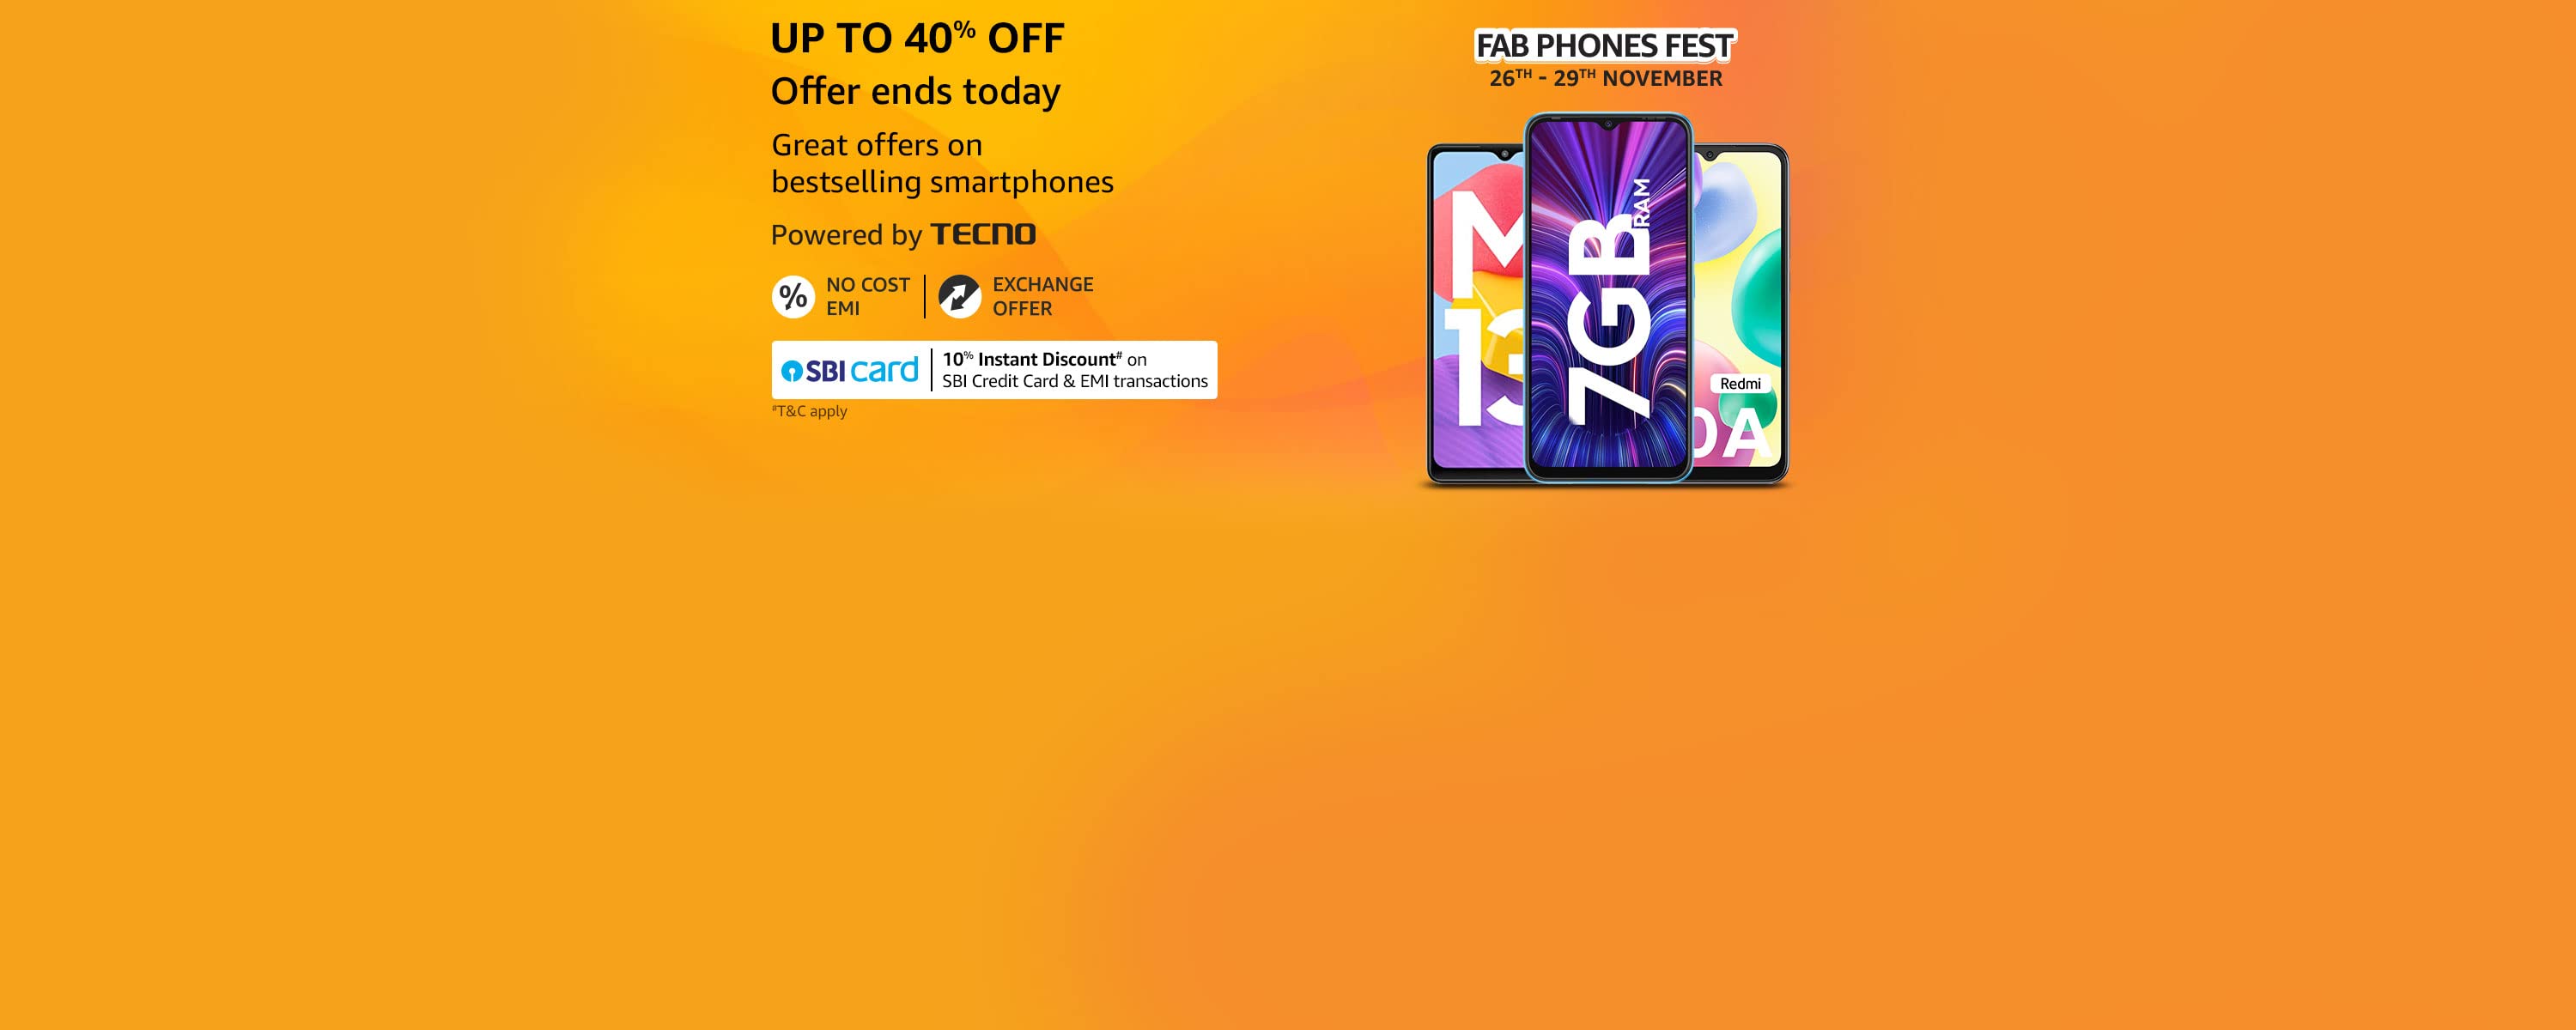 UP TO 40% OFF
Offer ends today
Great offers on
bestselling smartphones
Powered by TECNO
% NO COST
EMI
EXCHANGE
OFFER
SBI card
10% Instant Discount# on
SBI Credit Card & EMI transactions
#T&C apply
FAB PHONES FEST
26TH - 29TH NOVEMBER
M
13
7GB RAM
Redmi
0A